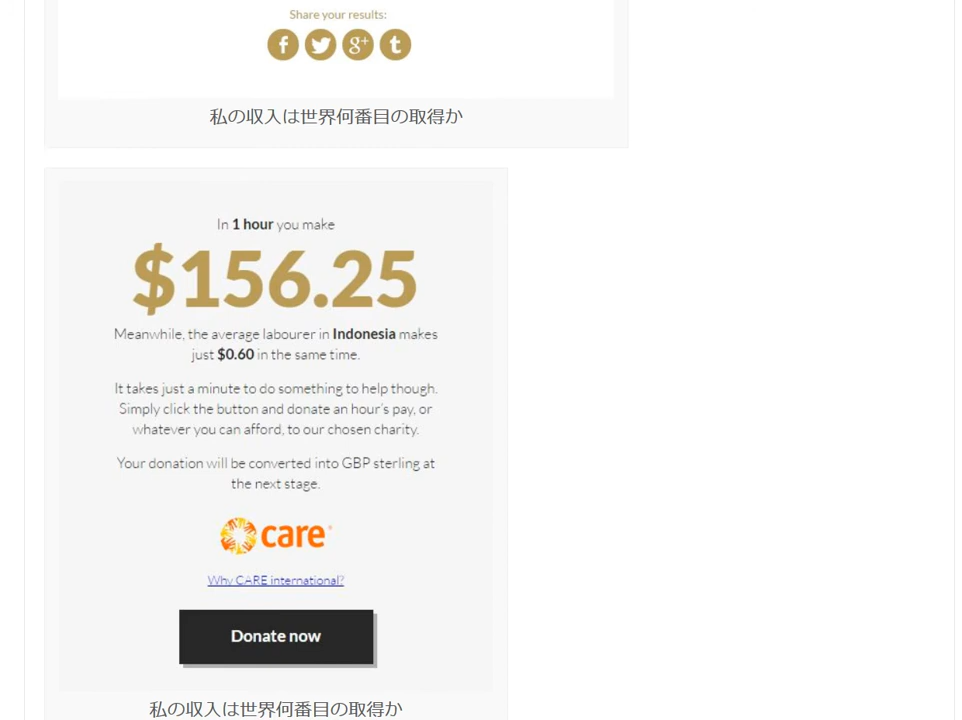 Share your results:
f g+ t
私の収入は世界何番目の取得か
In 1 hour you make
$156.25
Meanwhile, the average labourer in Indonesia makes
just $0.60 in the same time.
It takes just a minute to do something to help though.
Simply click the button and donate an hour's pay, or
whatever you can afford, to our chosen charity.
Your donation will be converted into GBP sterling at
the next stage.
care
Why CARE international?
Donate now
私の収入は世界何番目の取得か